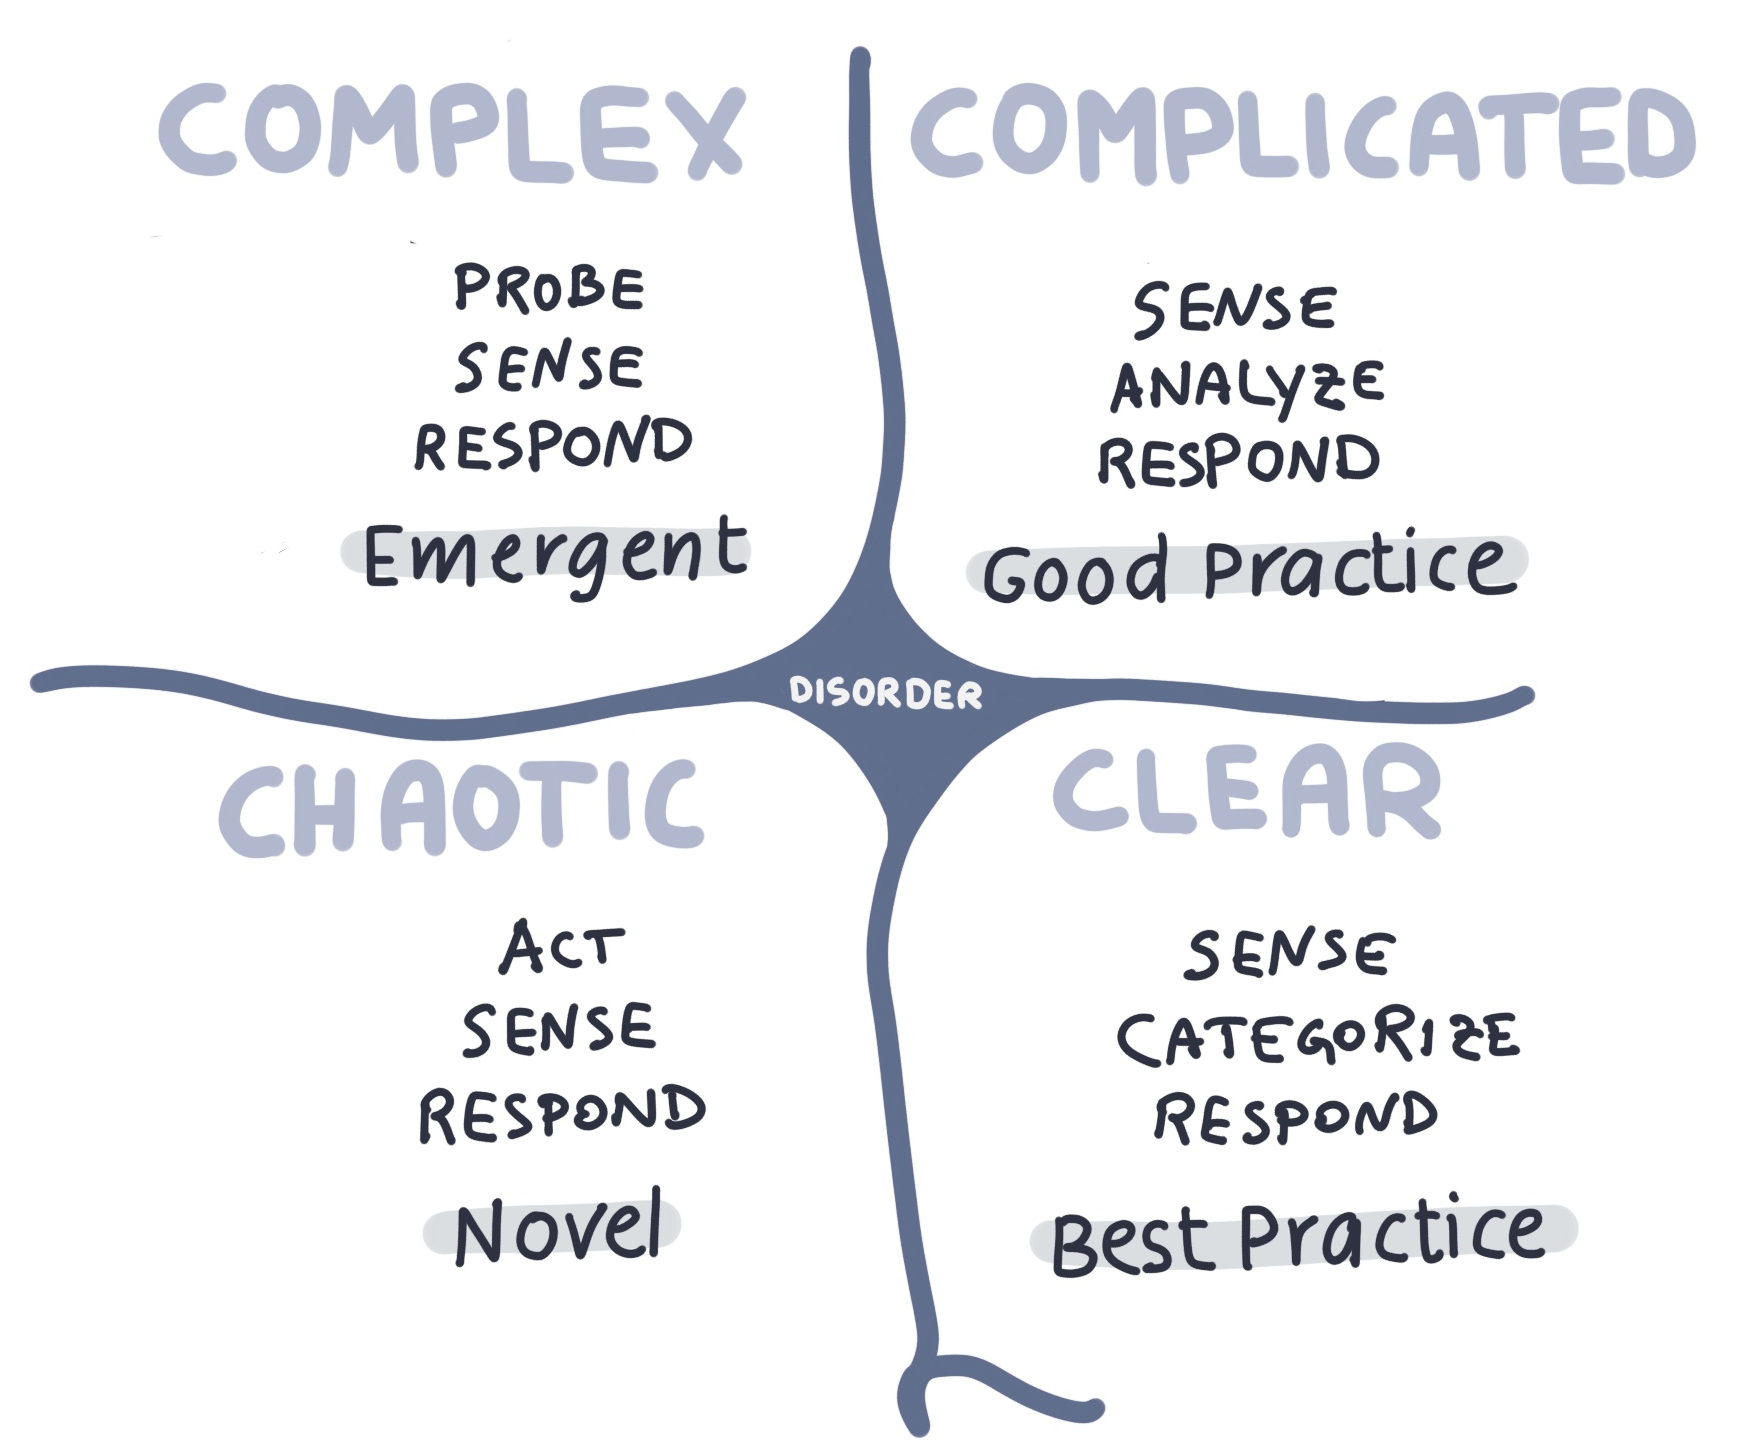 COMPLEX
PROBE
SENSE
RESPOND
Emergent
COMPLICATED
SENSE
ANALYZE
RESPOND
Good Practice
DISORDER
CHAOTIC
ACT
SENSE
RESPOND
Novel
CLEAR
SENSE
CATEGORIZE
RESPOND
Best Practice